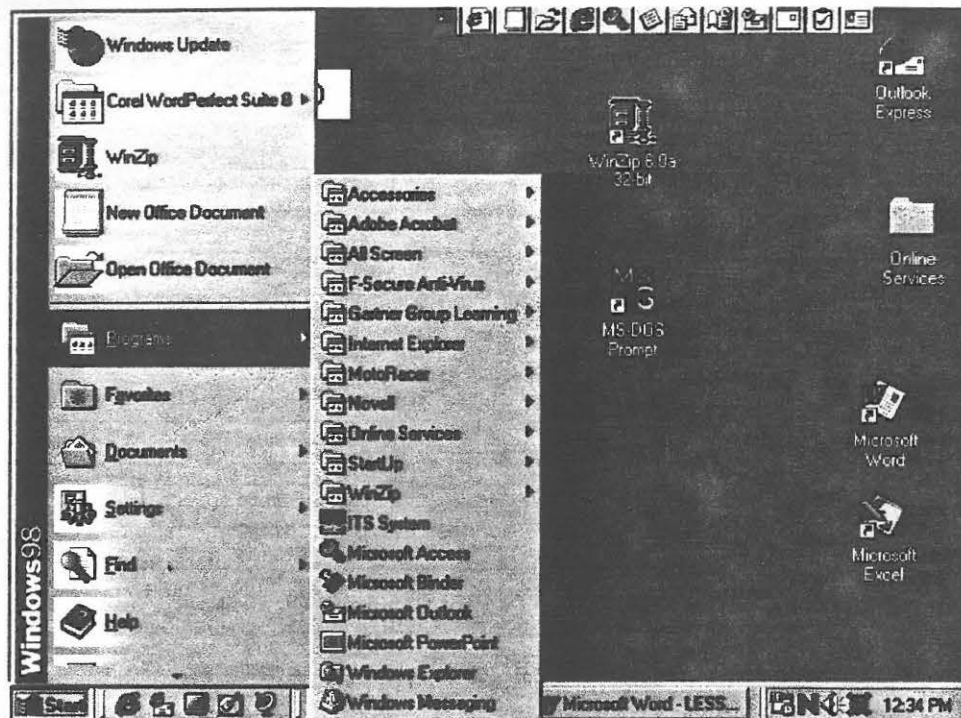 Windows Update
Corel WordPerfect Suite 8
WinZip
New Office Document
Open Office Document
Programs
Favorites
Documents
Settings
Find
Help
Windows98
Accessories
Adobe Acrobat
All Screen
F-Secure Anti-Virus
Gartner Group Learning
Internet Explorer
MotoRacer
Novell
Online Services
StartUp
WinZip
ITS System
Microsoft Access
Microsoft Binder
Microsoft Outlook
Microsoft PowerPoint
Windows Explorer
Windows Messaging
WinZip 6.0a
32-bit
MS-DOS
Prompt
Outlook
Express
Online
Services
Microsoft
Word
Microsoft
Excel
Start
Microsoft Word - LESS...
12:34 PM